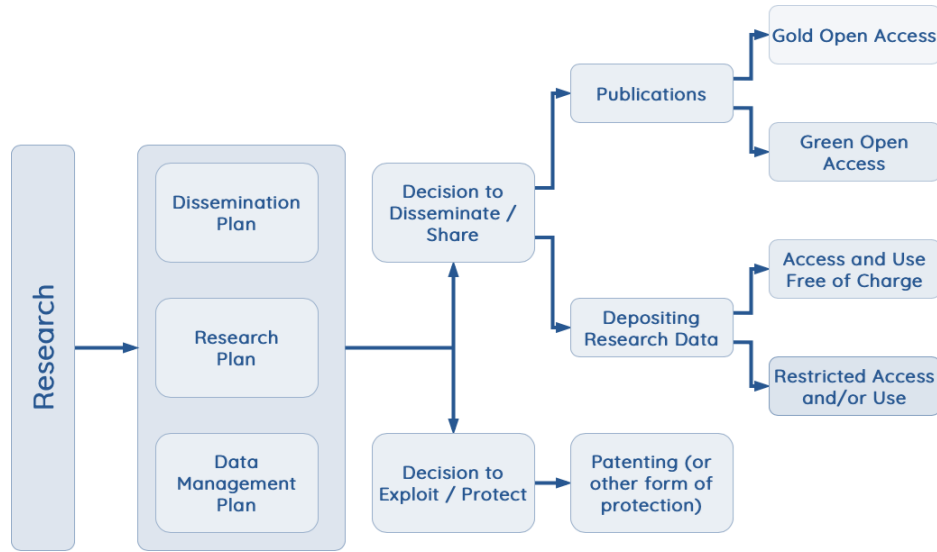 Research
Dissemination
Plan
Research
Plan
Data
Management
Plan
Decision to
Disseminate /
Share
Decision to
Exploit / Protect
Publications
Depositing
Research Data
Patenting (or
other form of
protection)
Gold Open Access
Green Open
Access
Access and Use
Free of Charge
Restricted Access
and/or Use